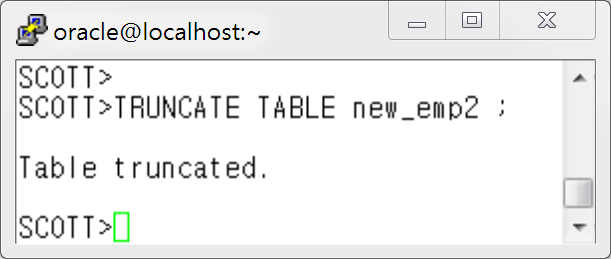 oracle@localhost:~
SCOTT>
SCOTT>TRUNCATE TABLE new_emp2 ;
Table truncated.
SCOTT>